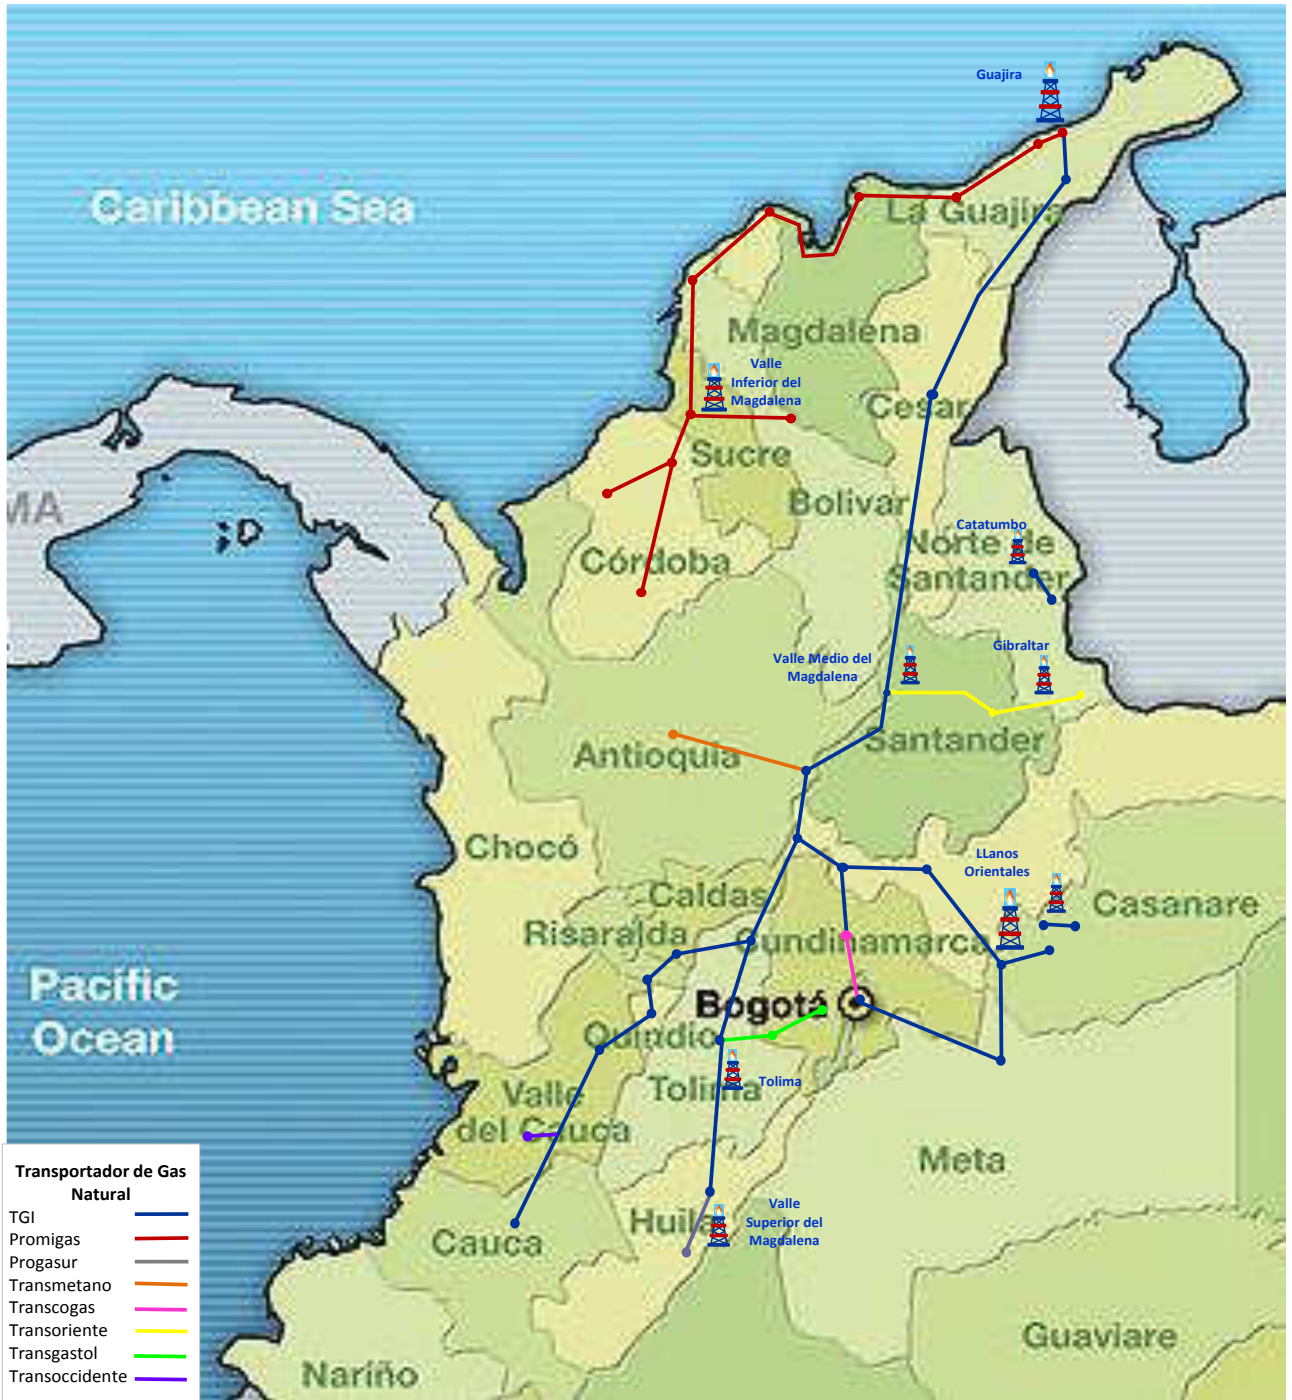 Guajira
Caribbean Sea
La Guajira
Magdalena
Valle
Inferior del
Magdalena
Cesar
Sucre
Bolivar
MA
Catatumbo
Norte de
Santander
Córdoba
Gibraltar
Valle Medio del
Magdalena
Santander
Antioquia
Chocó
LLanos
Orientales
Caldas
Casanare
Risaralda
Cundinamarca
Pacific
Ocean
Bogotá
Quindio
Tolima
Tolima
Valle
del Cauca
Meta
Valle
Superior del
Magdalena
Huila
Cauca
Guaviare
Nariño
Transportador de Gas
Natural
TGI
Promigas
Progasur
Transmetano
Transcogas
Transoriente
Transgastol
Transoccidente